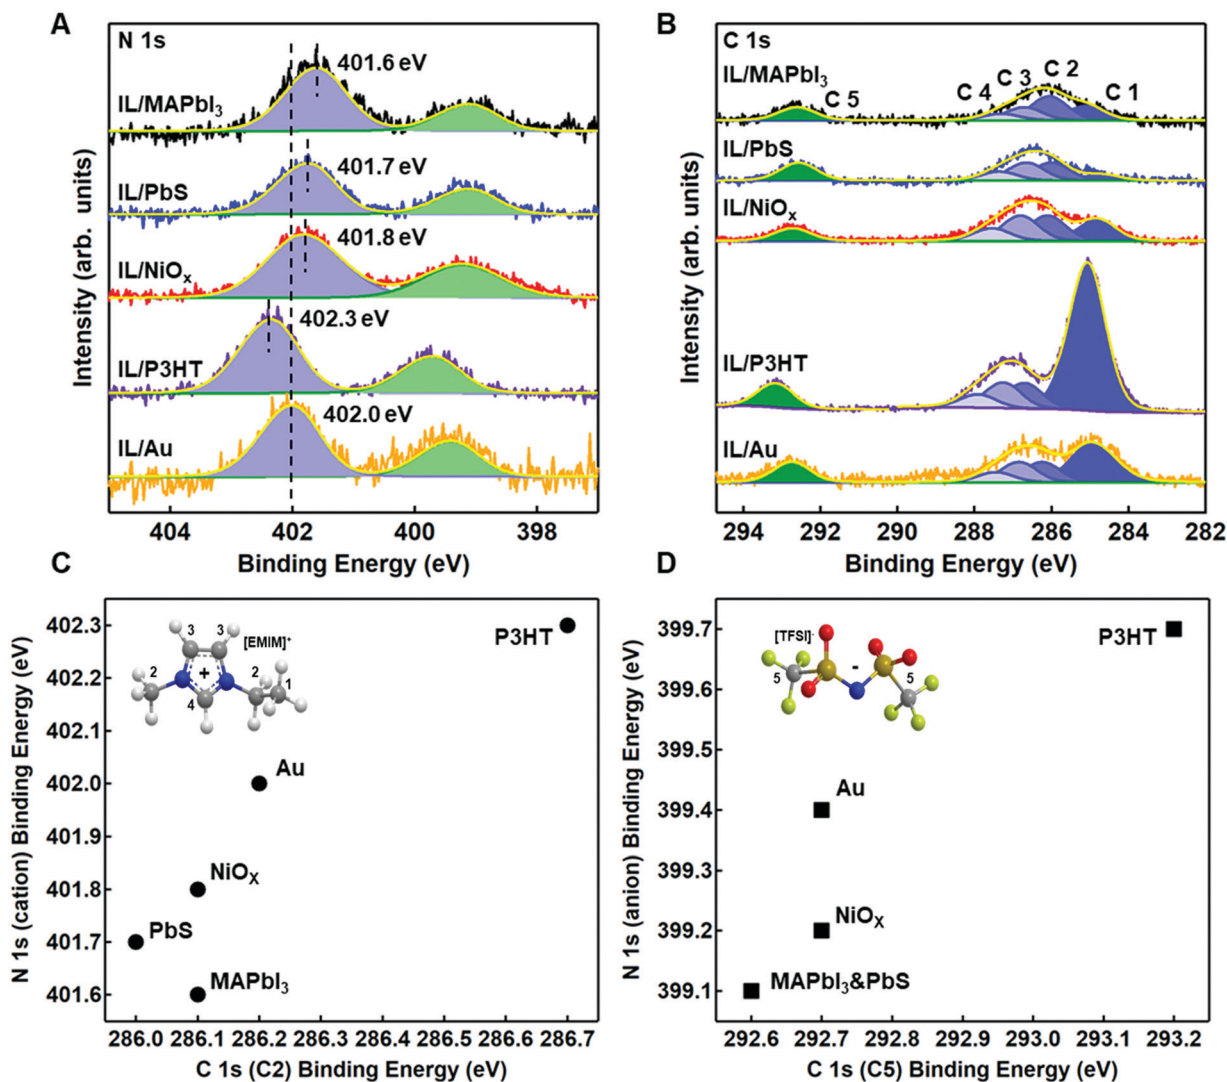 A
N 1s
IL/MAPbI3
401.6 eV
IL/PbS
401.7 eV
IL/NiOx
401.8 eV
IL/P3HT
402.3 eV
IL/Au
402.0 eV
Intensity (arb. units)
404 402 400 398
Binding Energy (eV)
B
C 1s
IL/MAPbI3
C 5
C 4
C 3
C 2
C 1
IL/PbS
IL/NiOx
IL/P3HT
IL/Au
Intensity (arb. units)
294 292 290 288 286 284 282
Binding Energy (eV)
C
402.3
402.2
402.1
402.0
401.9
401.8
401.7
401.6
N 1s (cation) Binding Energy (eV)
3 3
[EMIM]+
2
+
2
1
4
P3HT
Au
NiOX
PbS
MAPbI3
286.0 286.1 286.2 286.3 286.4 286.5 286.6 286.7
C 1s (C2) Binding Energy (eV)
D
399.7
399.6
399.5
399.4
399.3
399.2
399.1
N 1s (anion) Binding Energy (eV)
[TFSI]-
5
-
5
P3HT
Au
NiOX
MAPbI3&PbS
292.6 292.7 292.8 292.9 293.0 293.1 293.2
C 1s (C5) Binding Energy (eV)